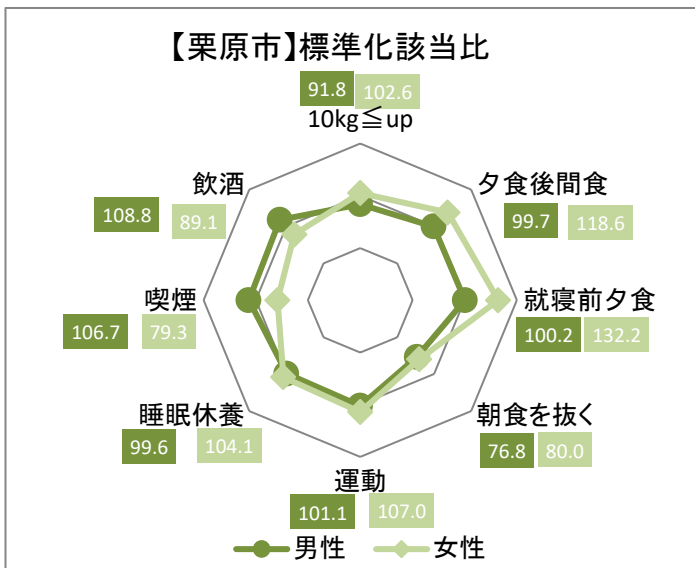 【栗原市】標準化該当比
91.8 102.6
10kg≦up
飲酒
108.8 89.1
夕食後間食
99.7 118.6
喫煙
106.7 79.3
就寝前夕食
100.2 132.2
睡眠休養
99.6 104.1
朝食を抜く
76.8 80.0
運動
101.1 107.0
男性 女性